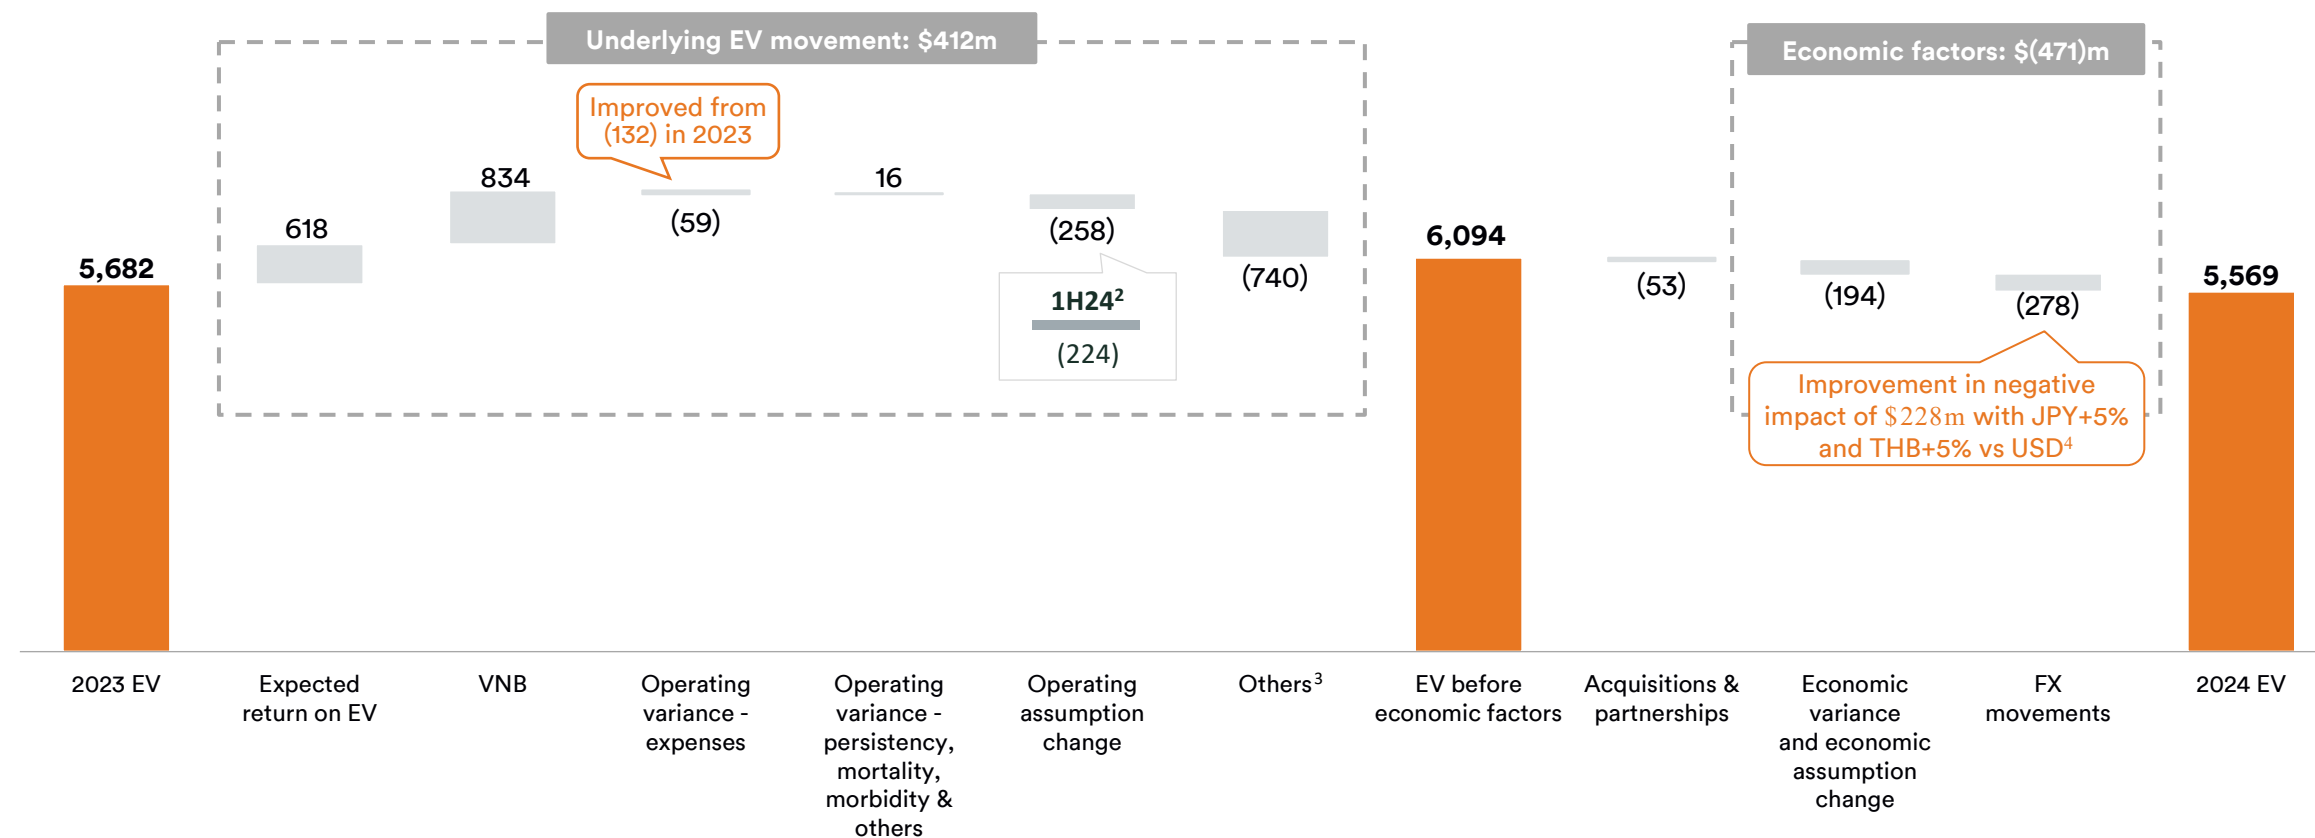 Underlying EV movement: $412m
Economic factors: $(471)m
Improved from
(132) in 2023
5,682
618
834
(59)
16
(258)
1H24²
(224)
(740)
6,094
(53)
(194)
(278)
Improvement in negative
impact of $228m with JPY+5%
and THB+5% vs USD⁴
5,569
2023 EV
Expected
return on EV
VNB
Operating
variance -
expenses
Operating
variance -
persistency,
mortality,
morbidity &
others
Operating
assumption
change
Others³
EV before
economic factors
Acquisitions &
partnerships
Economic
variance
and economic
assumption
change
FX
movements
2024 EV